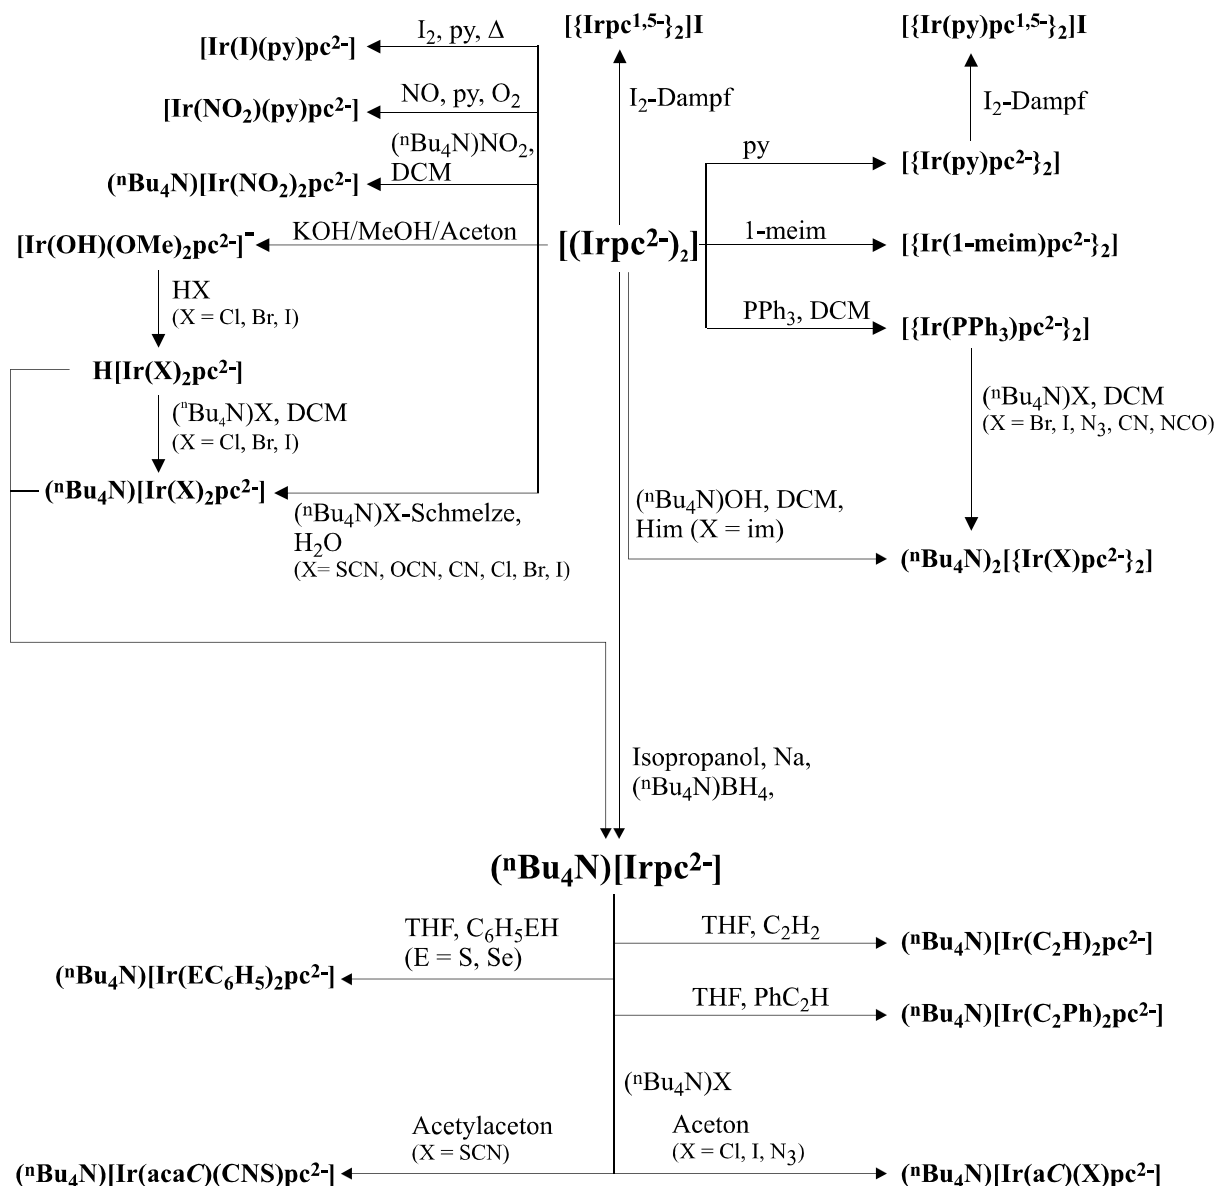 [{Irpc¹,⁵⁻}₂]I
[{Ir(py)pc¹,⁵⁻}₂]I
I₂, py, Δ
[Ir(I)(py)pc²⁻]
NO, py, O₂
I₂-Dampf
I₂-Dampf
[Ir(NO₂)(py)pc²⁻]
(ⁿBu₄N)NO₂,
DCM
py
[{Ir(py)pc²⁻}₂]
(ⁿBu₄N)[Ir(NO₂)₂pc²⁻]
KOH/MeOH/Aceton
[Ir(OH)(OMe)₂pc²⁻]⁻
[(Irpc²⁻)₂]
1-meim
[{Ir(1-meim)pc²⁻}₂]
HX
(X = Cl, Br, I)
PPh₃, DCM
[{Ir(PPh₃)pc²⁻}₂]
H[Ir(X)₂pc²⁻]
(ⁿBu₄N)X, DCM
(X = Cl, Br, I)
(ⁿBu₄N)X, DCM
(X = Br, I, N₃, CN, NCO)
(ⁿBu₄N)[Ir(X)₂pc²⁻]
(ⁿBu₄N)X-Schmelze,
H₂O
(X= SCN, OCN, CN, Cl, Br, I)
(ⁿBu₄N)OH, DCM,
Him (X = im)
(ⁿBu₄N)₂[{Ir(X)pc²⁻}₂]
Isopropanol, Na,
(ⁿBu₄N)BH₄,
(ⁿBu₄N)[Irpc²⁻]
THF, C₆H₅EH
(E = S, Se)
(ⁿBu₄N)[Ir(EC₆H₅)₂pc²⁻]
THF, C₂H₂
(ⁿBu₄N)[Ir(C₂H)₂pc²⁻]
THF, PhC₂H
(ⁿBu₄N)[Ir(C₂Ph)₂pc²⁻]
(ⁿBu₄N)X
Acetylaceton
(X = SCN)
Aceton
(X = Cl, I, N₃)
(ⁿBu₄N)[Ir(acaC)(CNS)pc²⁻]
(ⁿBu₄N)[Ir(aC)(X)pc²⁻]